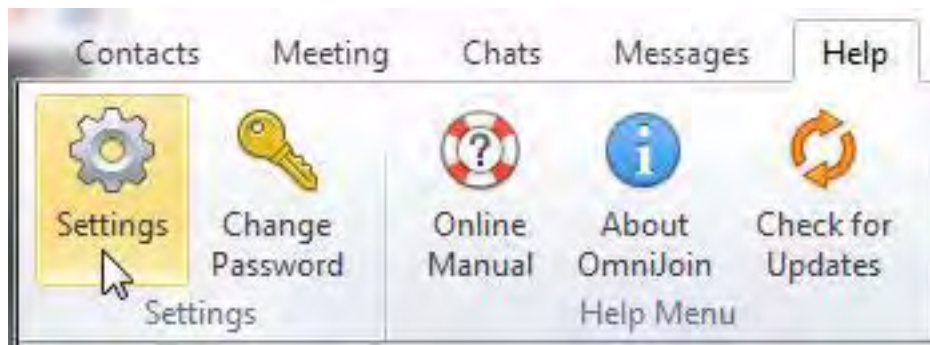 Contacts Meeting Chats Messages Help
Settings Change Password Online Manual About OmniJoin Check for Updates
Settings Help Menu